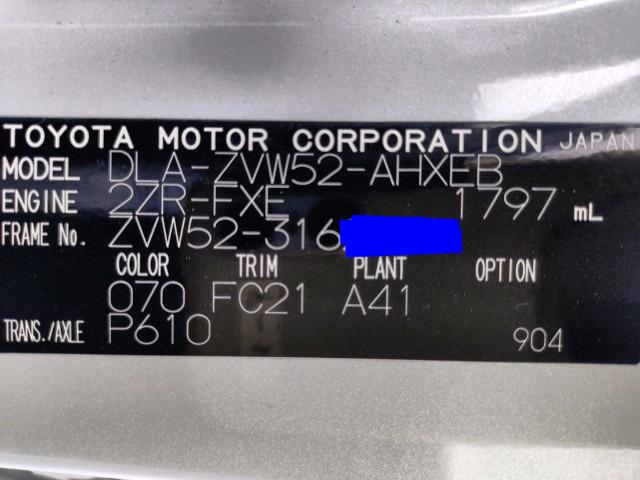 TOYOTA MOTOR CORPORATION JAPAN
MODEL DLA-ZVW52-AHXEB
ENGINE 2ZR-FXE 1797 mL
FRAME No. ZVW52-316
COLOR TRIM PLANT OPTION
070 FC21 A41
TRANS./AXLE P610 904